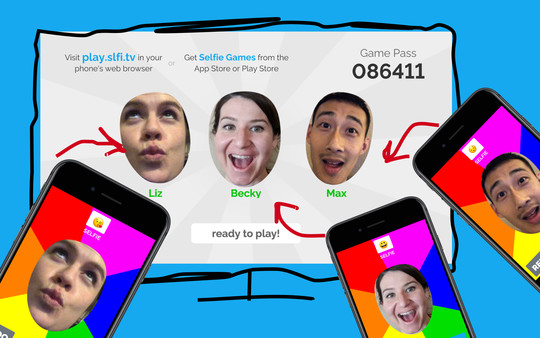 Visit play.slfi.tv in your
phone's web browser
or
Get Selfie Games from the
App Store or Play Store
Game Pass
086411
Liz
Becky
Max
ready to play!
SELFIE
SELFIE
SELFIE